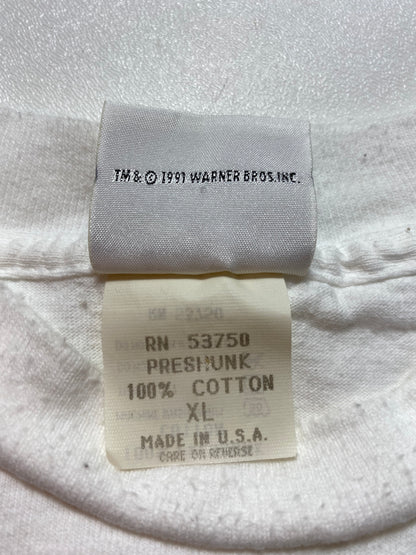 TM & © 1991 WARNER BROS.INC.
RN 53750
PRESHUNK
100% COTTON
XL
MADE IN U.S.A.
CARE ON REVERSE